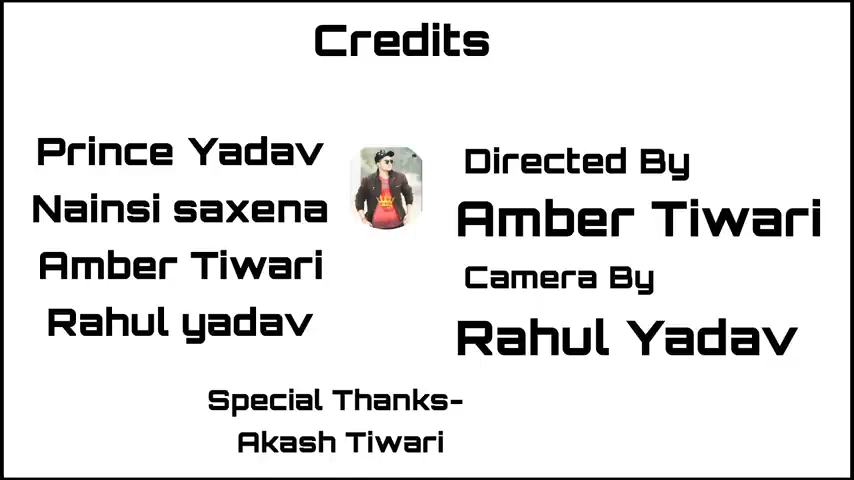 Credits
Prince Yadav
Nainsi saxena
Amber Tiwari
Rahul yadav
Directed By
Amber Tiwari
Camera By
Rahul Yadav
Special Thanks-
Akash Tiwari